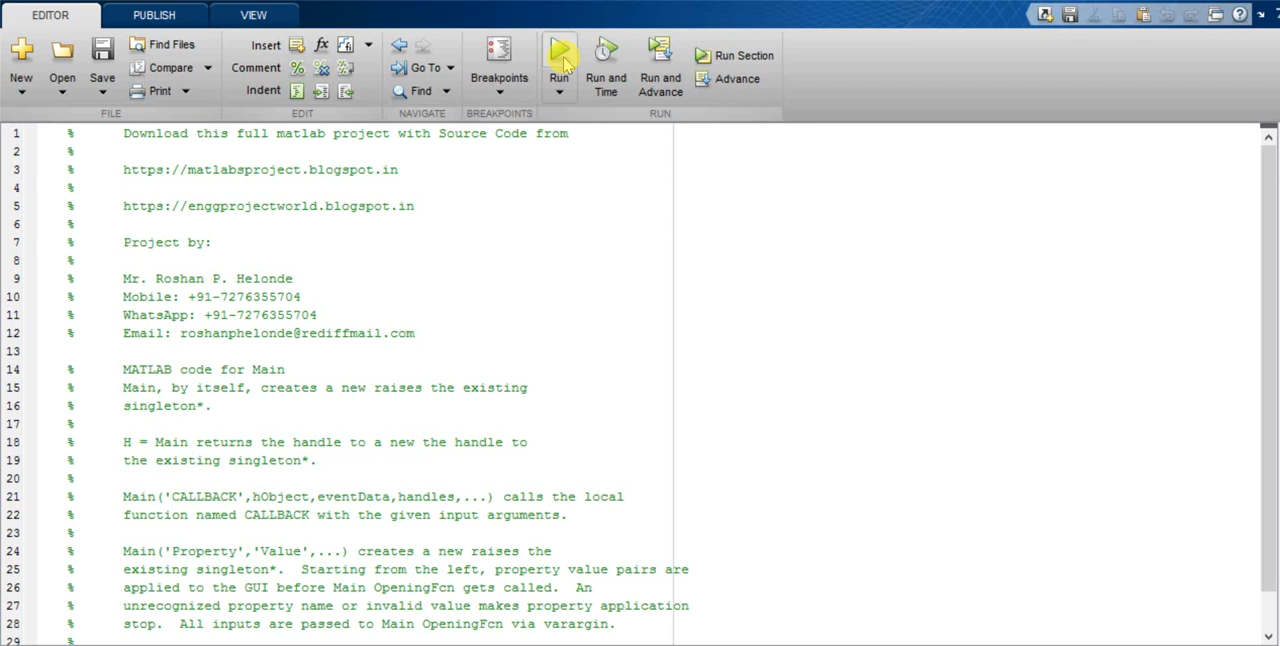 EDITOR PUBLISH VIEW
New Open Save Find Files Compare Print
Insert Comment Indent
fx
Go To Find
Breakpoints
Run Run and Time Run and Advance Run Section Advance
FILE EDIT NAVIGATE BREAKPOINTS RUN
1 % Download this full matlab project with Source Code from
2 %
3 % https://matlabsproject.blogspot.in
4 %
5 % https://enggprojectworld.blogspot.in
6 %
7 % Project by:
8 %
9 % Mr. Roshan P. Helonde
10 % Mobile: +91-7276355704
11 % WhatsApp: +91-7276355704
12 % Email: roshanphelonde@rediffmail.com
13
14 % MATLAB code for Main
15 % Main, by itself, creates a new raises the existing
16 % singleton*.
17 %
18 % H = Main returns the handle to a new the handle to
19 % the existing singleton*.
20 %
21 % Main('CALLBACK',hObject,eventData,handles,...) calls the local
22 % function named CALLBACK with the given input arguments.
23 %
24 % Main('Property','Value',...) creates a new raises the
25 % existing singleton*.  Starting from the left, property value pairs are
26 % applied to the GUI before Main OpeningFcn gets called.  An
27 % unrecognized property name or invalid value makes property application
28 % stop.  All inputs are passed to Main OpeningFcn via varargin.
29 %